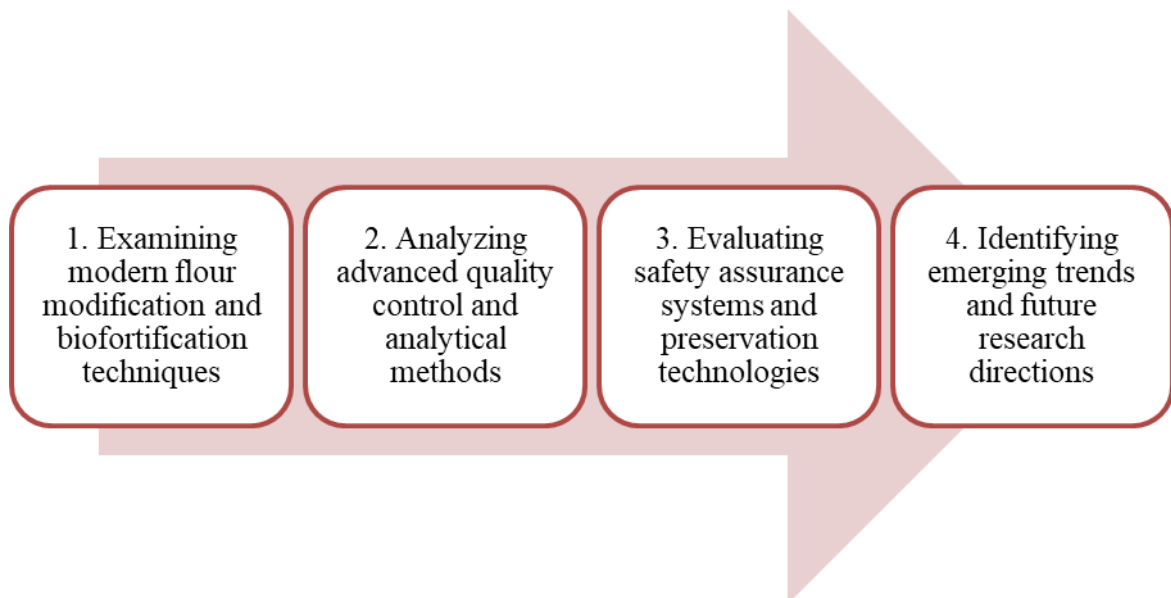 1. Examining
modern flour
modification and
biofortification
techniques
2. Analyzing
advanced quality
control and
analytical
methods
3. Evaluating
safety assurance
systems and
preservation
technologies
4. Identifying
emerging trends
and future
research
directions